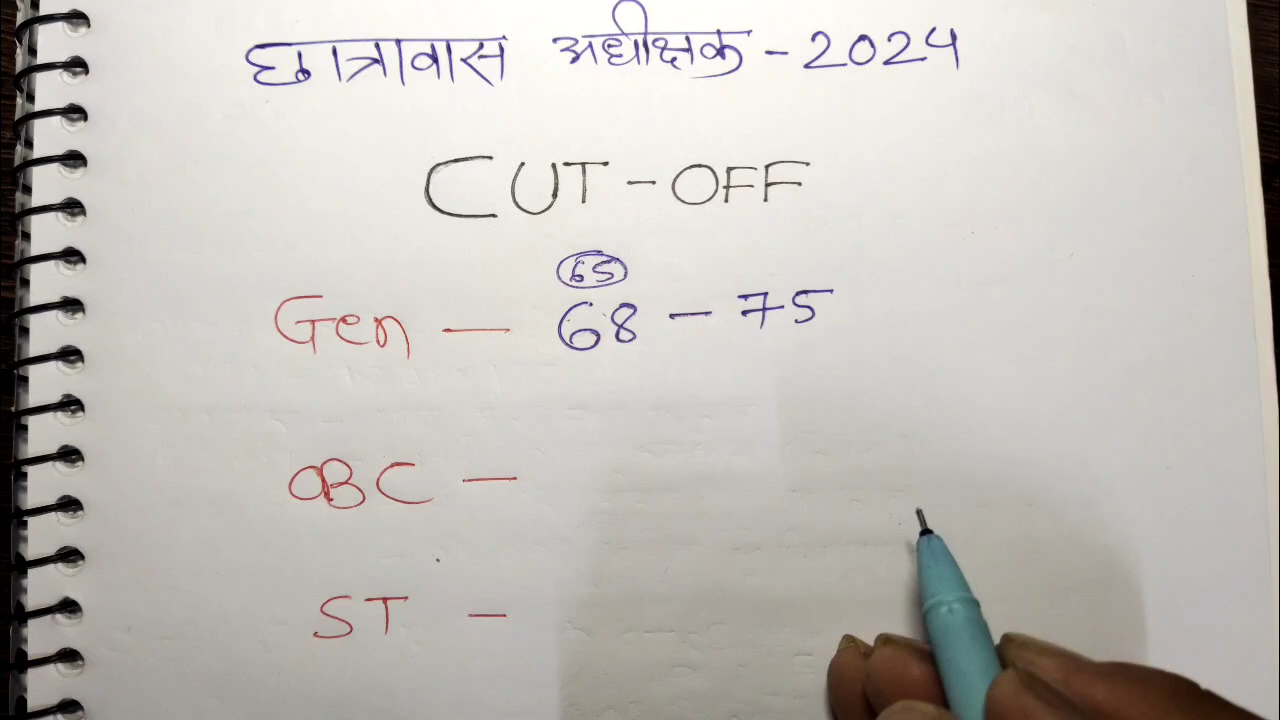 छात्रावास अधीक्षक - 2024
CUT-OFF
65
Gen — 68 - 75
OBC -
ST -